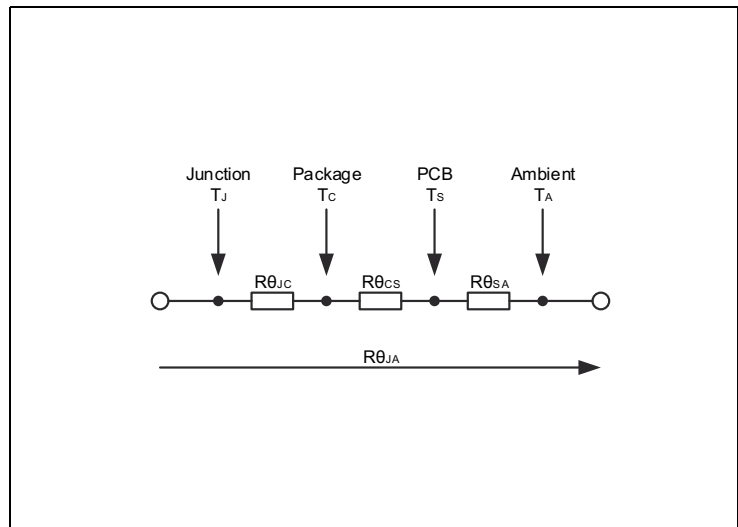 Junction Package PCB Ambient
TJ TC TS TA
RθJC RθCS RθSA
RθJA